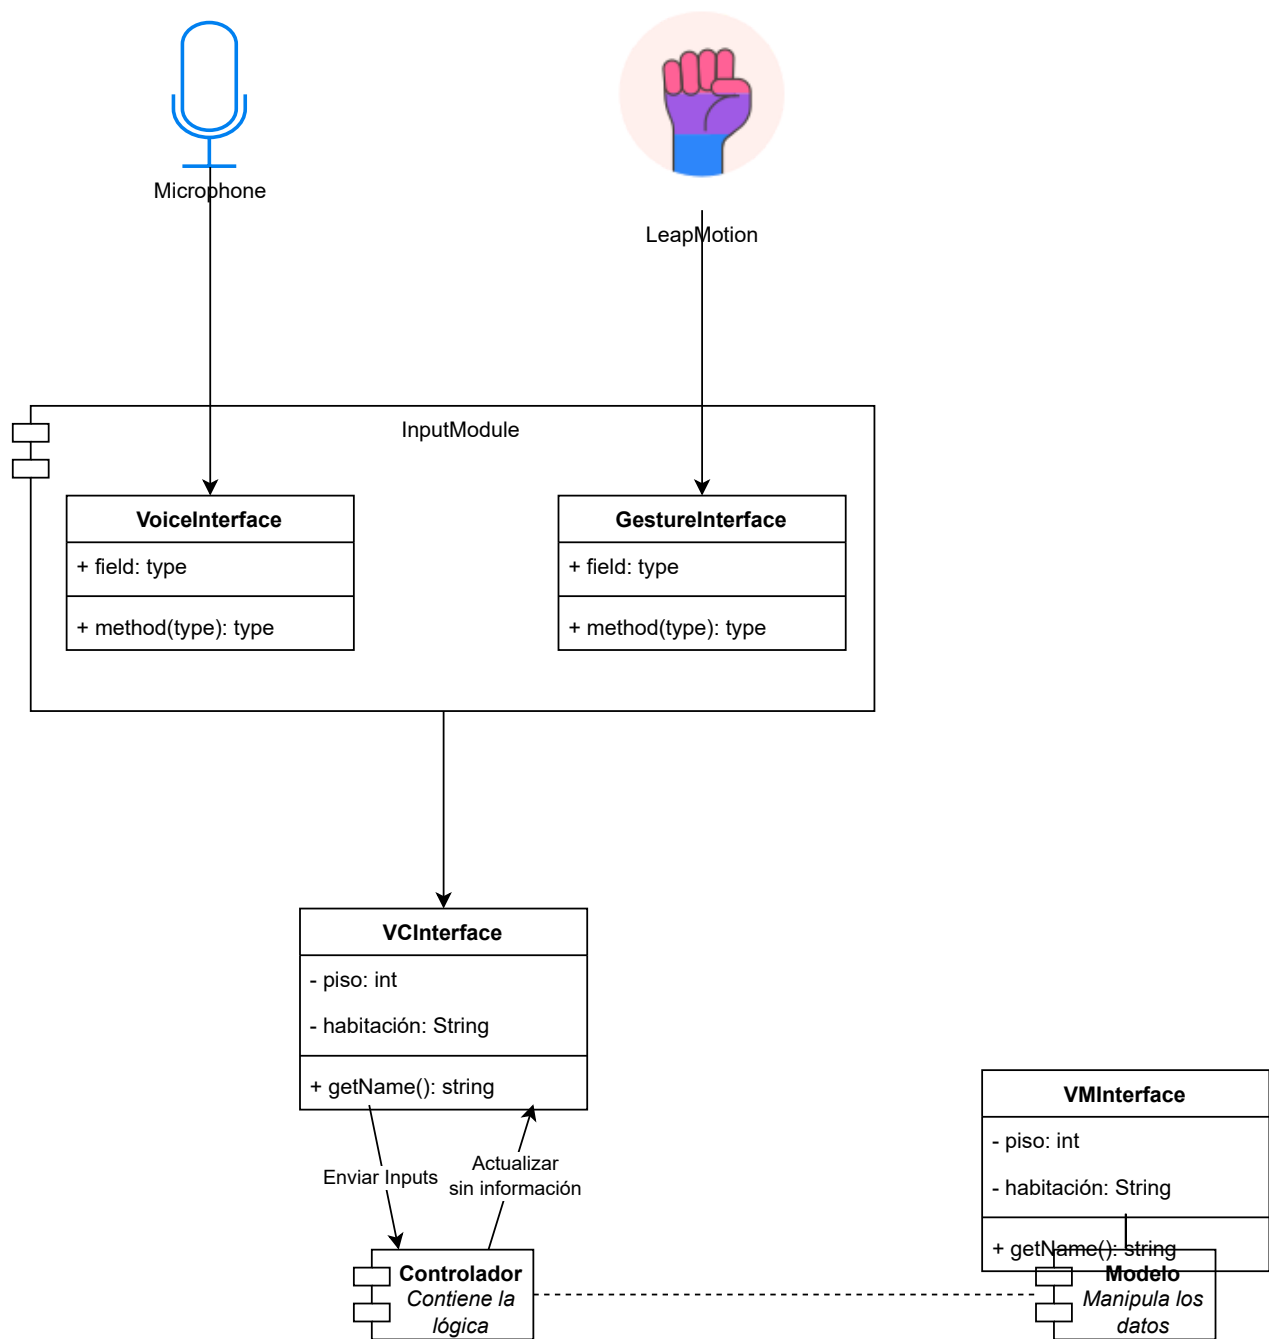 Microphone
LeapMotion
InputModule
VoiceInterface
+ field: type
+ method(type): type
GestureInterface
+ field: type
+ method(type): type
VCInterface
- piso: int
- habitación: String
+ getName(): string
Enviar Inputs
Actualizar
sin información
VMInterface
- piso: int
- habitación: String
+ getName(): string
Controlador
Contiene la
lógica
Modelo
Manipula los
datos